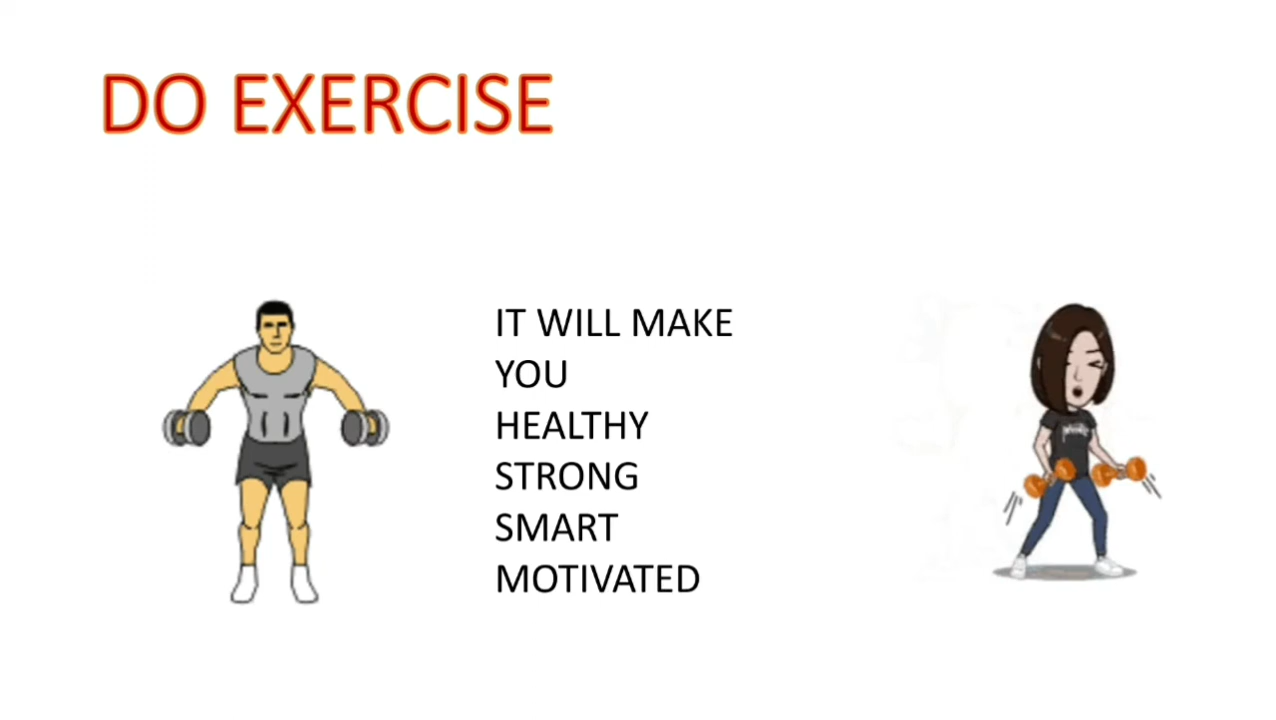 DO EXERCISE
IT WILL MAKE
YOU
HEALTHY
STRONG
SMART
MOTIVATED